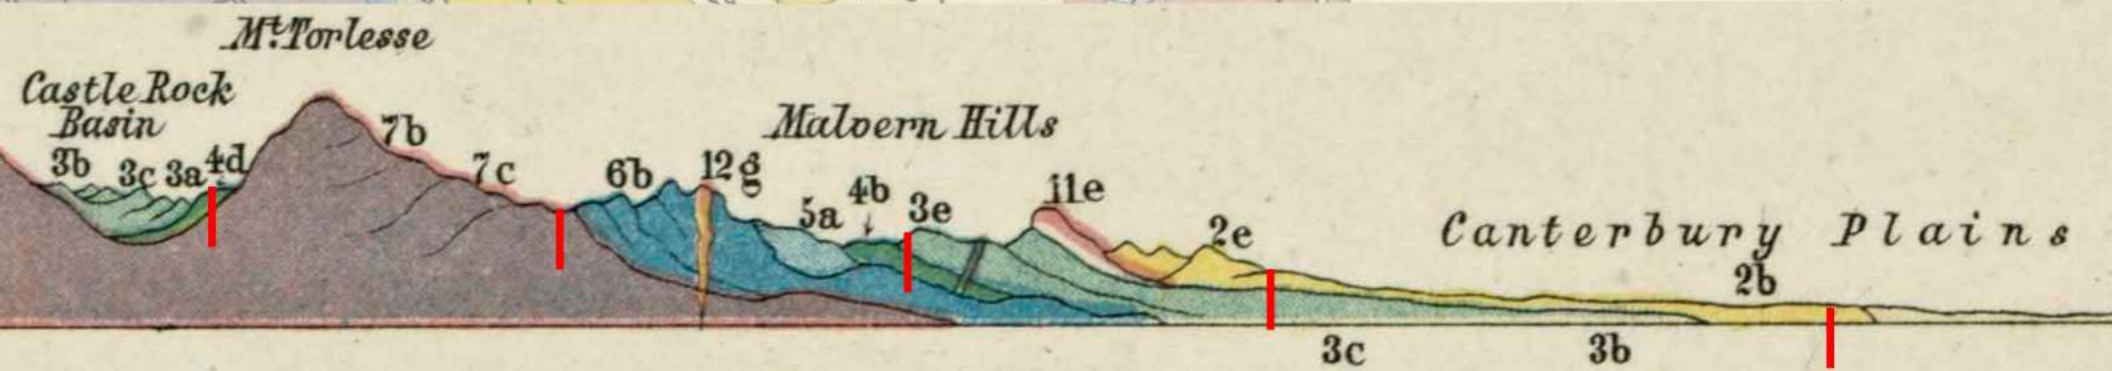 Mt. Torlesse
Castle Rock
Basin
3b 3c 3a 4d
7b
7c
6b
12g
5a
4b
3e
11e
2e
Malvern Hills
Canterbury Plains
2b
3c
3b